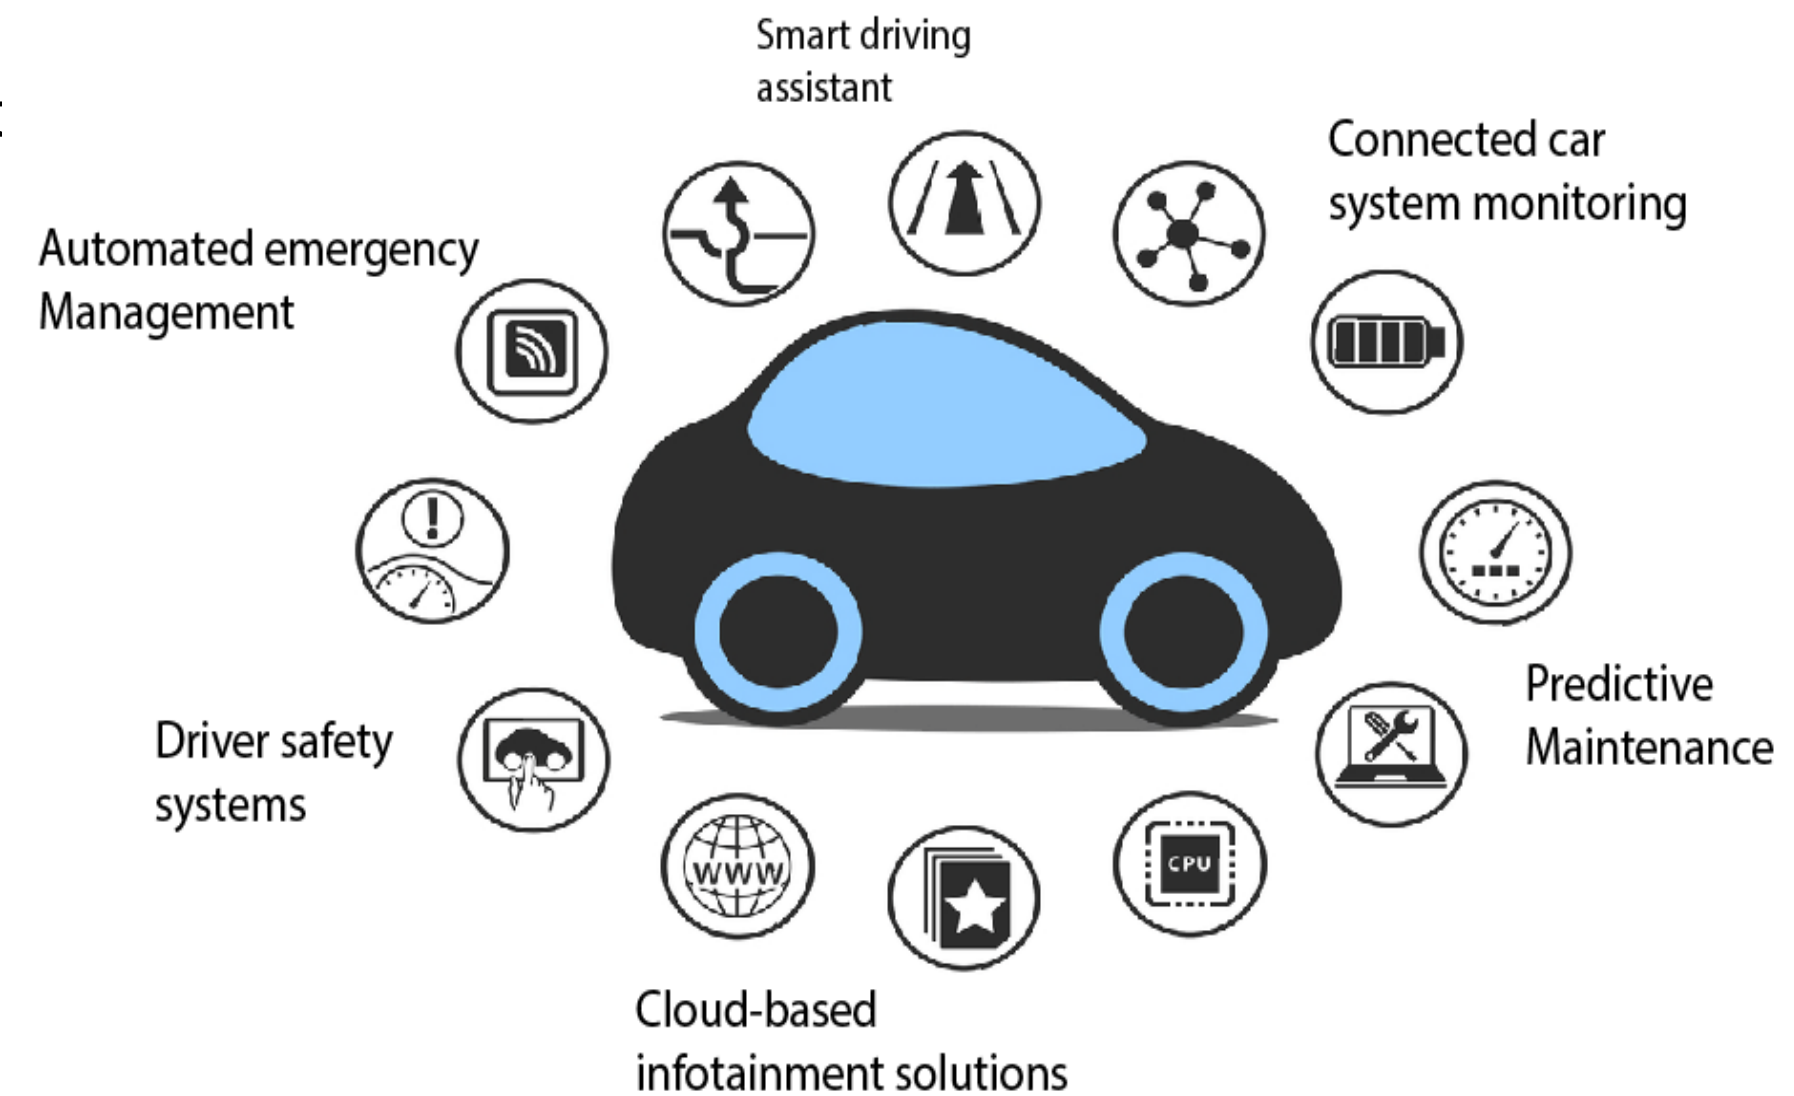 Smart driving
assistant
Connected car
system monitoring
Automated emergency
Management
Driver safety
systems
Predictive
Maintenance
WWW
CPU
Cloud-based
infotainment solutions